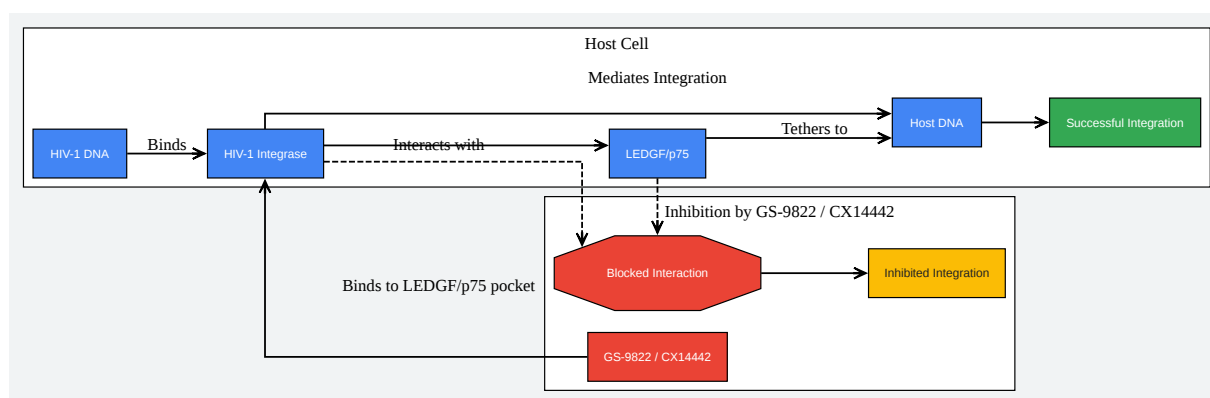 Host Cell
Mediates Integration
HIV-1 DNA
Binds
HIV-1 Integrase
Interacts with
LEDGF/p75
Tethers to
Host DNA
Successful Integration
Inhibition by GS-9822 / CX14442
Blocked Interaction
Inhibited Integration
Binds to LEDGF/p75 pocket
GS-9822 / CX14442